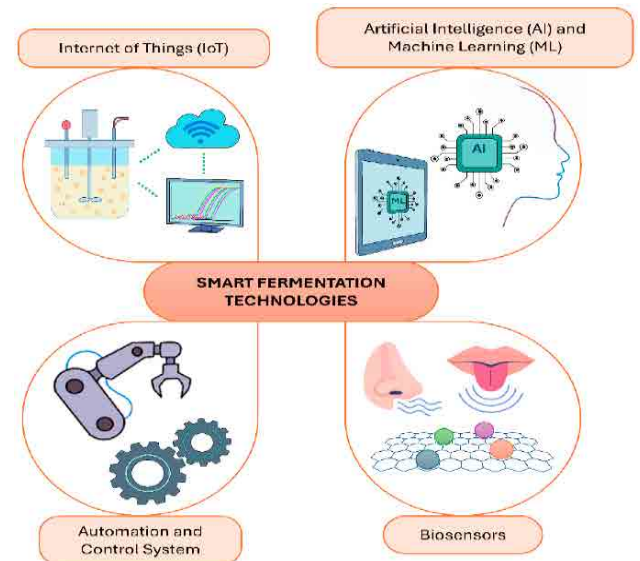 Internet of Things (IoT)
Artificial Intelligence (AI) and
Machine Learning (ML)
AI
ML
SMART FERMENTATION
TECHNOLOGIES
Automation and
Control System
Biosensors